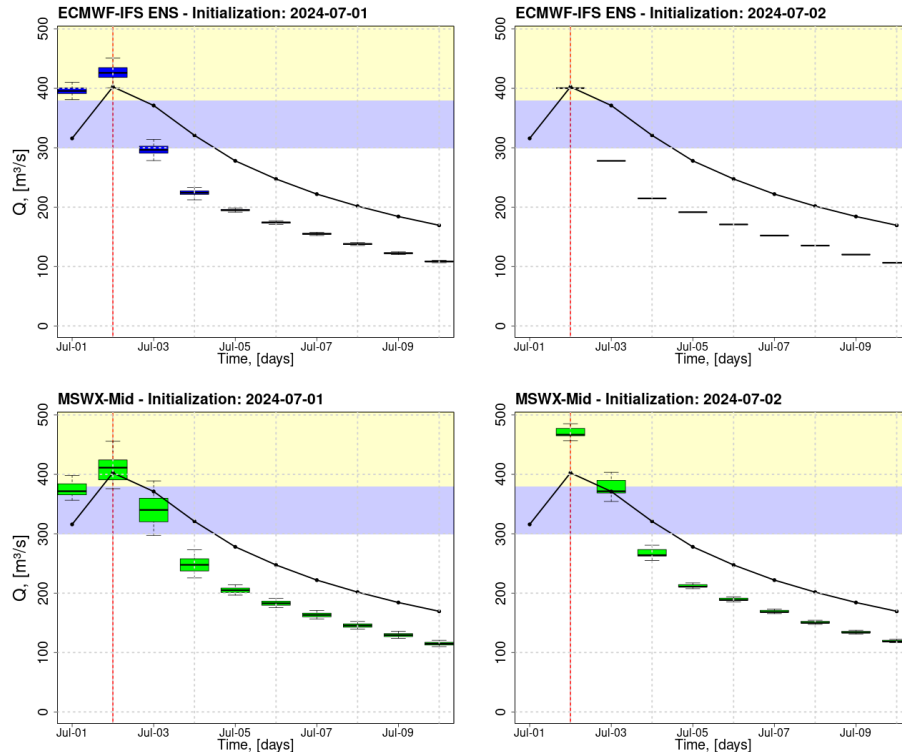 ECMWF-IFS ENS - Initialization: 2024-07-01
Q, [m³/s]
500
400
300
200
100
0
Jul-01 Jul-03 Jul-05 Jul-07 Jul-09
Time, [days]
ECMWF-IFS ENS - Initialization: 2024-07-02
500
400
300
200
100
0
Jul-01 Jul-03 Jul-05 Jul-07 Jul-09
Time, [days]
MSWX-Mid - Initialization: 2024-07-01
Q, [m³/s]
500
400
300
200
100
0
Jul-01 Jul-03 Jul-05 Jul-07 Jul-09
Time, [days]
MSWX-Mid - Initialization: 2024-07-02
500
400
300
200
100
0
Jul-01 Jul-03 Jul-05 Jul-07 Jul-09
Time, [days]